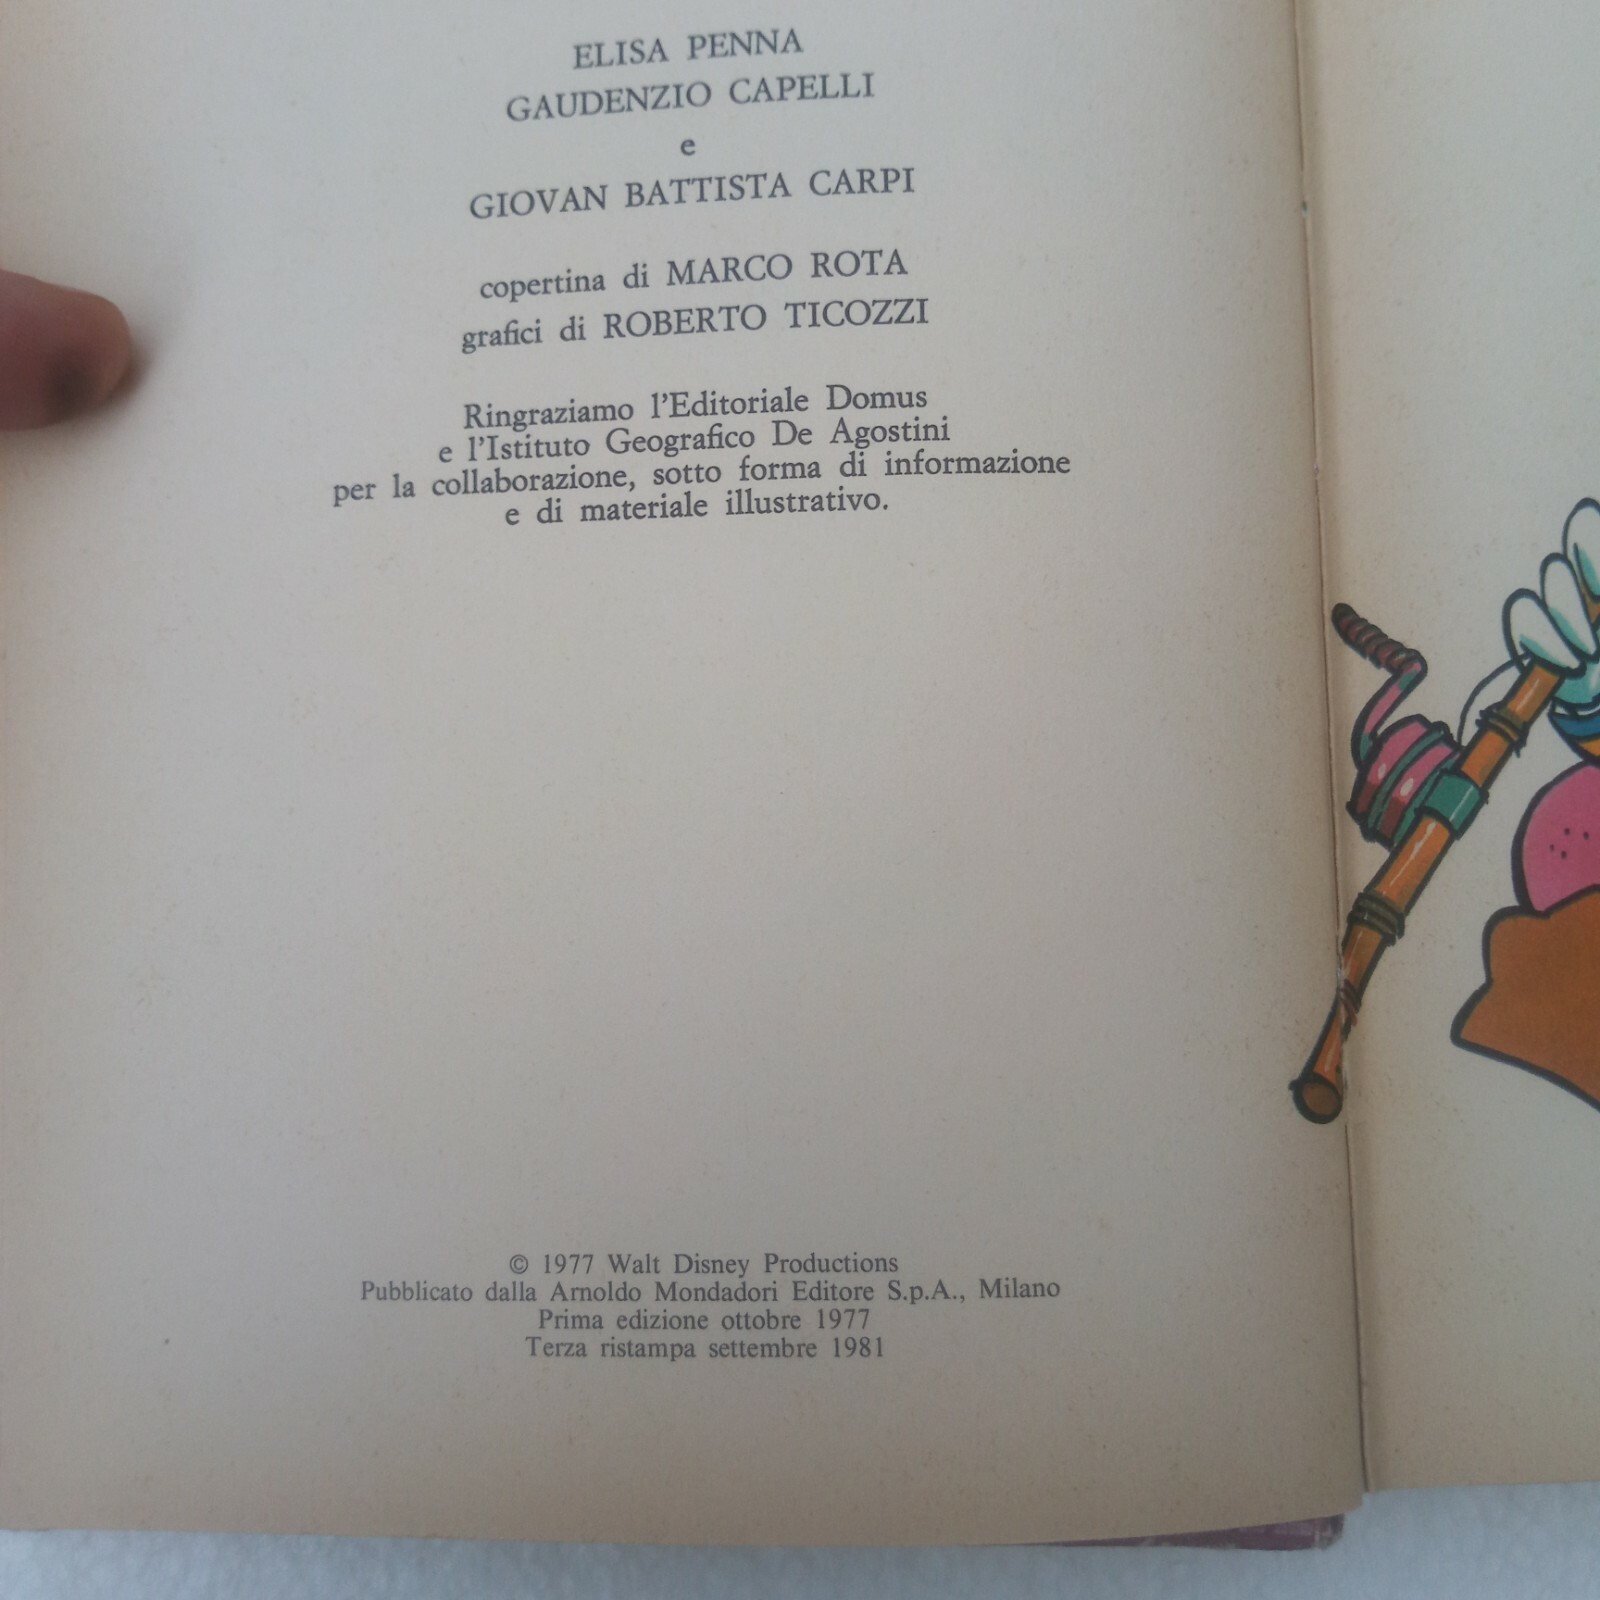 ELISA PENNA
GAUDENZIO CAPELLI
e
GIOVAN BATTISTA CARPI
copertina di MARCO ROTA
grafici di ROBERTO TICOZZI
Ringraziamo l'Editoriale Domus
e l'Istituto Geografico De Agostini
per la collaborazione, sotto forma di informazione
e di materiale illustrativo.
© 1977 Walt Disney Productions
Pubblicato dalla Arnoldo Mondadori Editore S.p.A., Milano
Prima edizione ottobre 1977
Terza ristampa settembre 1981